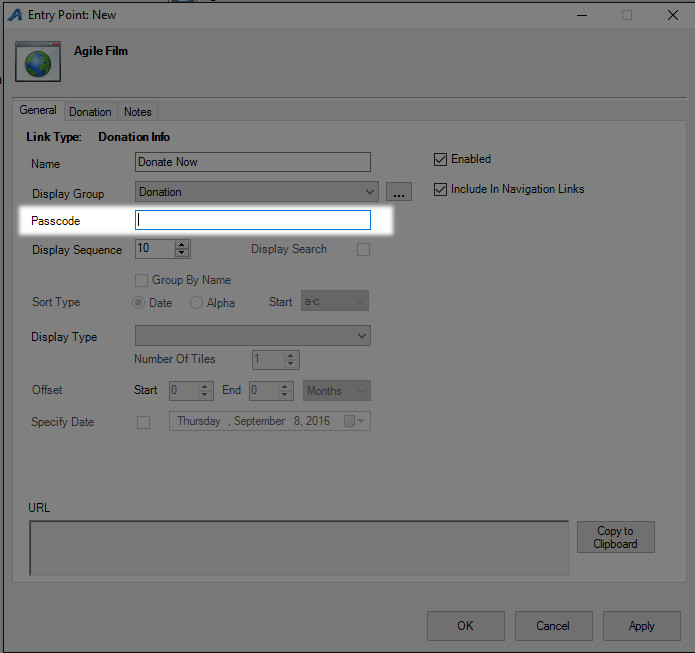 Entry Point: New
Agile Film
General Donation Notes
Link Type: Donation Info
Name Donate Now Enabled
Display Group Donation ... Include In Navigation Links
Passcode
Display Sequence 10 Display Search
Group By Name
Sort Type Date Alpha Start a-c
Display Type
Number Of Tiles 1
Offset Start 0 End 0 Months
Specify Date Thursday , September 8, 2016
URL
Copy to
Clipboard
OK Cancel Apply